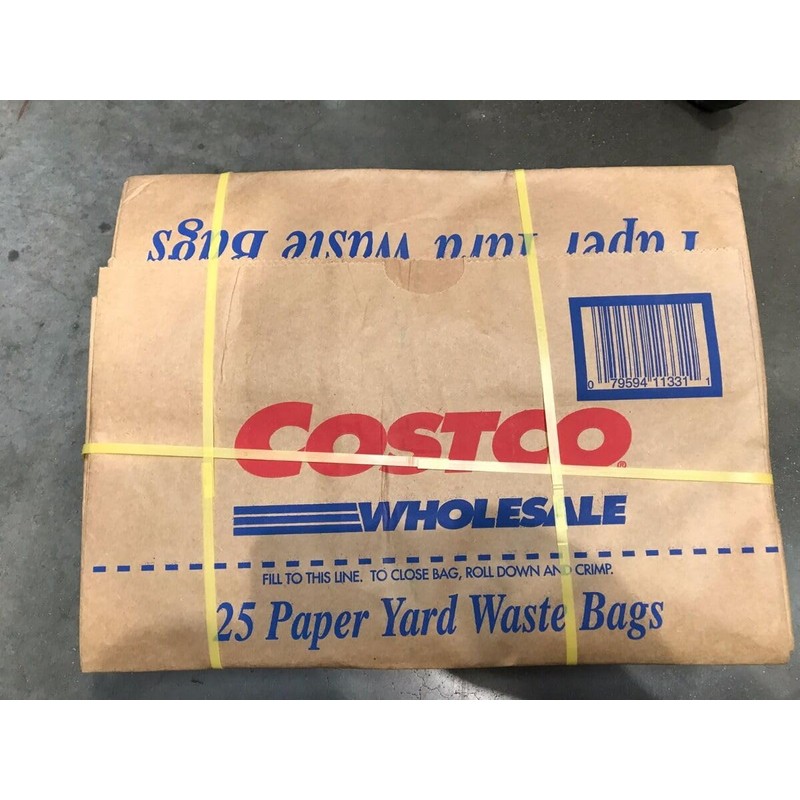 Paper Yard Waste Bags
0 79594 11331 1
COSTCO®
WHOLESALE
FILL TO THIS LINE. TO CLOSE BAG, ROLL DOWN AND CRIMP.
25 Paper Yard Waste Bags